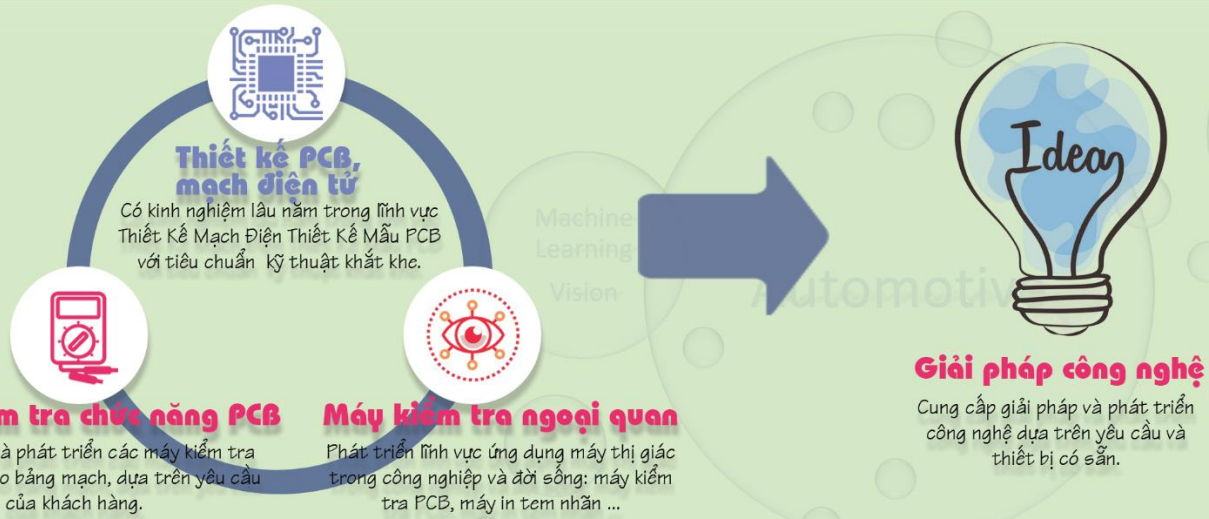 Thiết kế PCB,
mạch điện tử
Có kinh nghiệm lâu năm trong lĩnh vực
Thiết Kế Mạch Điện Thiết Kế Mẫu PCB
với tiêu chuẩn kỹ thuật khắt khe.
tra chức năng PCB
phát triển các máy kiểm tra
bảng mạch, dựa trên yêu cầu
của khách hàng.
Máy kiểm tra ngoại quan
Phát triển lĩnh vực ứng dụng máy thị giác
trong công nghiệp và đời sống: máy kiểm
tra PCB, máy in tem nhãn ...
Machine
Learning
Vision
Automotive
Idea
Giải pháp công nghệ
Cung cấp giải pháp và phát triển
công nghệ dựa trên yêu cầu và
thiết bị có sẵn.